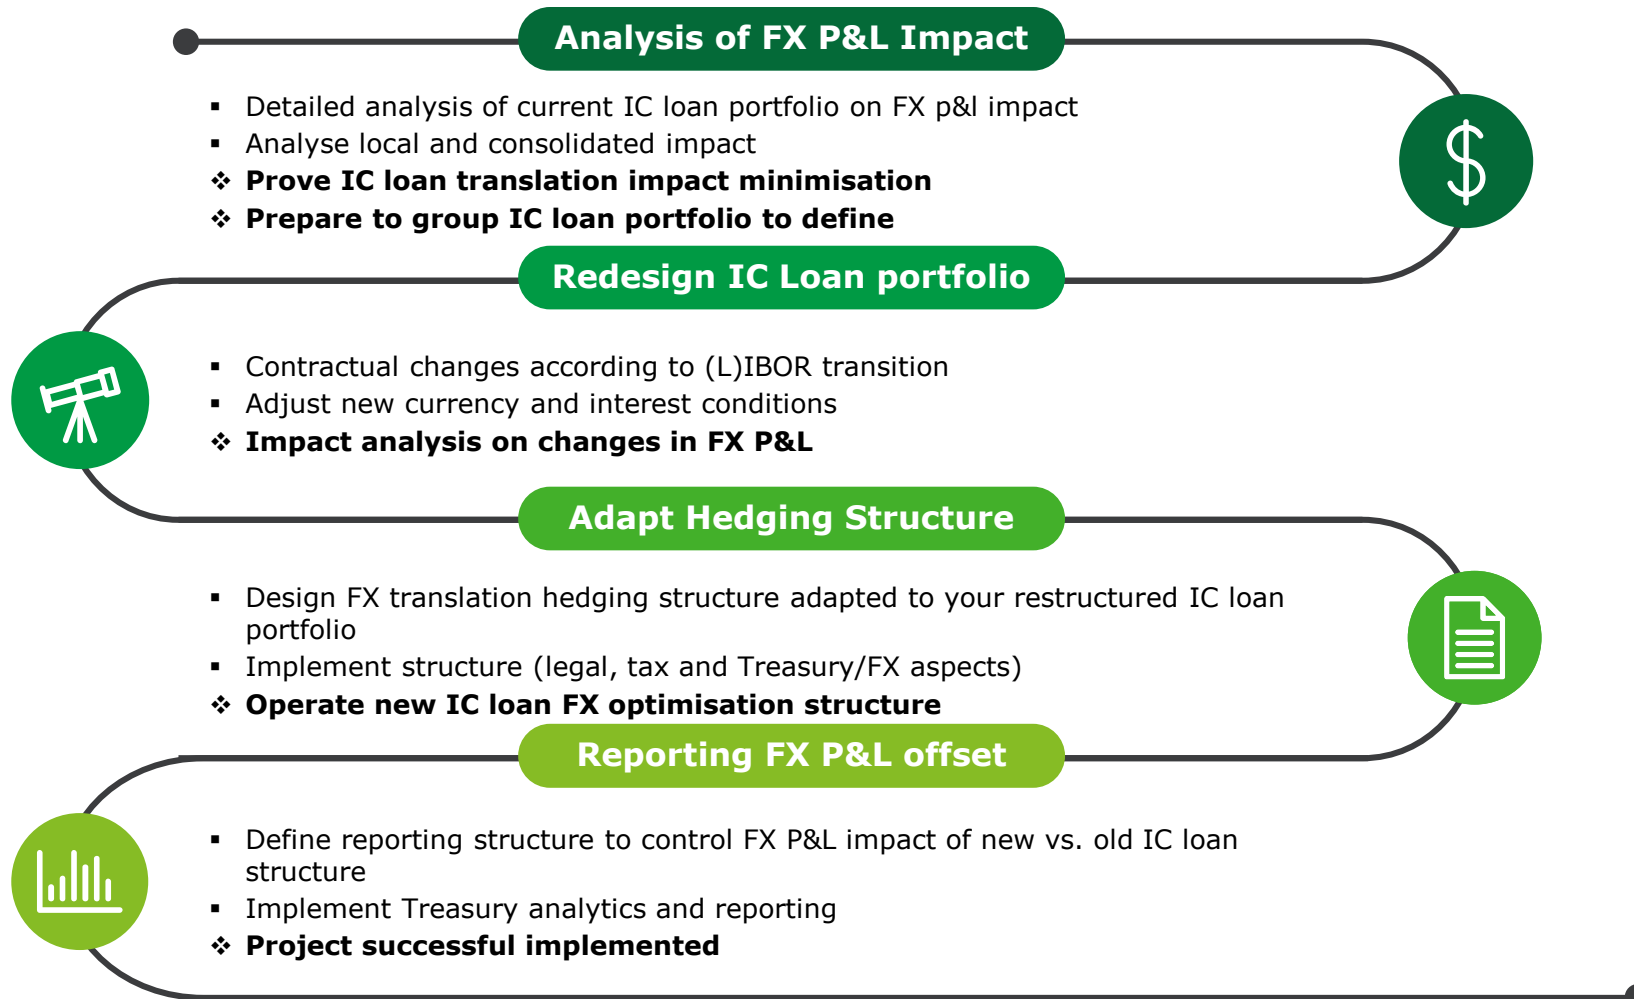 Analysis of FX P&L Impact
▪ Detailed analysis of current IC loan portfolio on FX p&l impact
▪ Analyse local and consolidated impact
❖ Prove IC loan translation impact minimisation
❖ Prepare to group IC loan portfolio to define
Redesign IC Loan portfolio
▪ Contractual changes according to (L)IBOR transition
▪ Adjust new currency and interest conditions
❖ Impact analysis on changes in FX P&L
Adapt Hedging Structure
▪ Design FX translation hedging structure adapted to your restructured IC loan
portfolio
▪ Implement structure (legal, tax and Treasury/FX aspects)
❖ Operate new IC loan FX optimisation structure
Reporting FX P&L offset
▪ Define reporting structure to control FX P&L impact of new vs. old IC loan
structure
▪ Implement Treasury analytics and reporting
❖ Project successful implemented